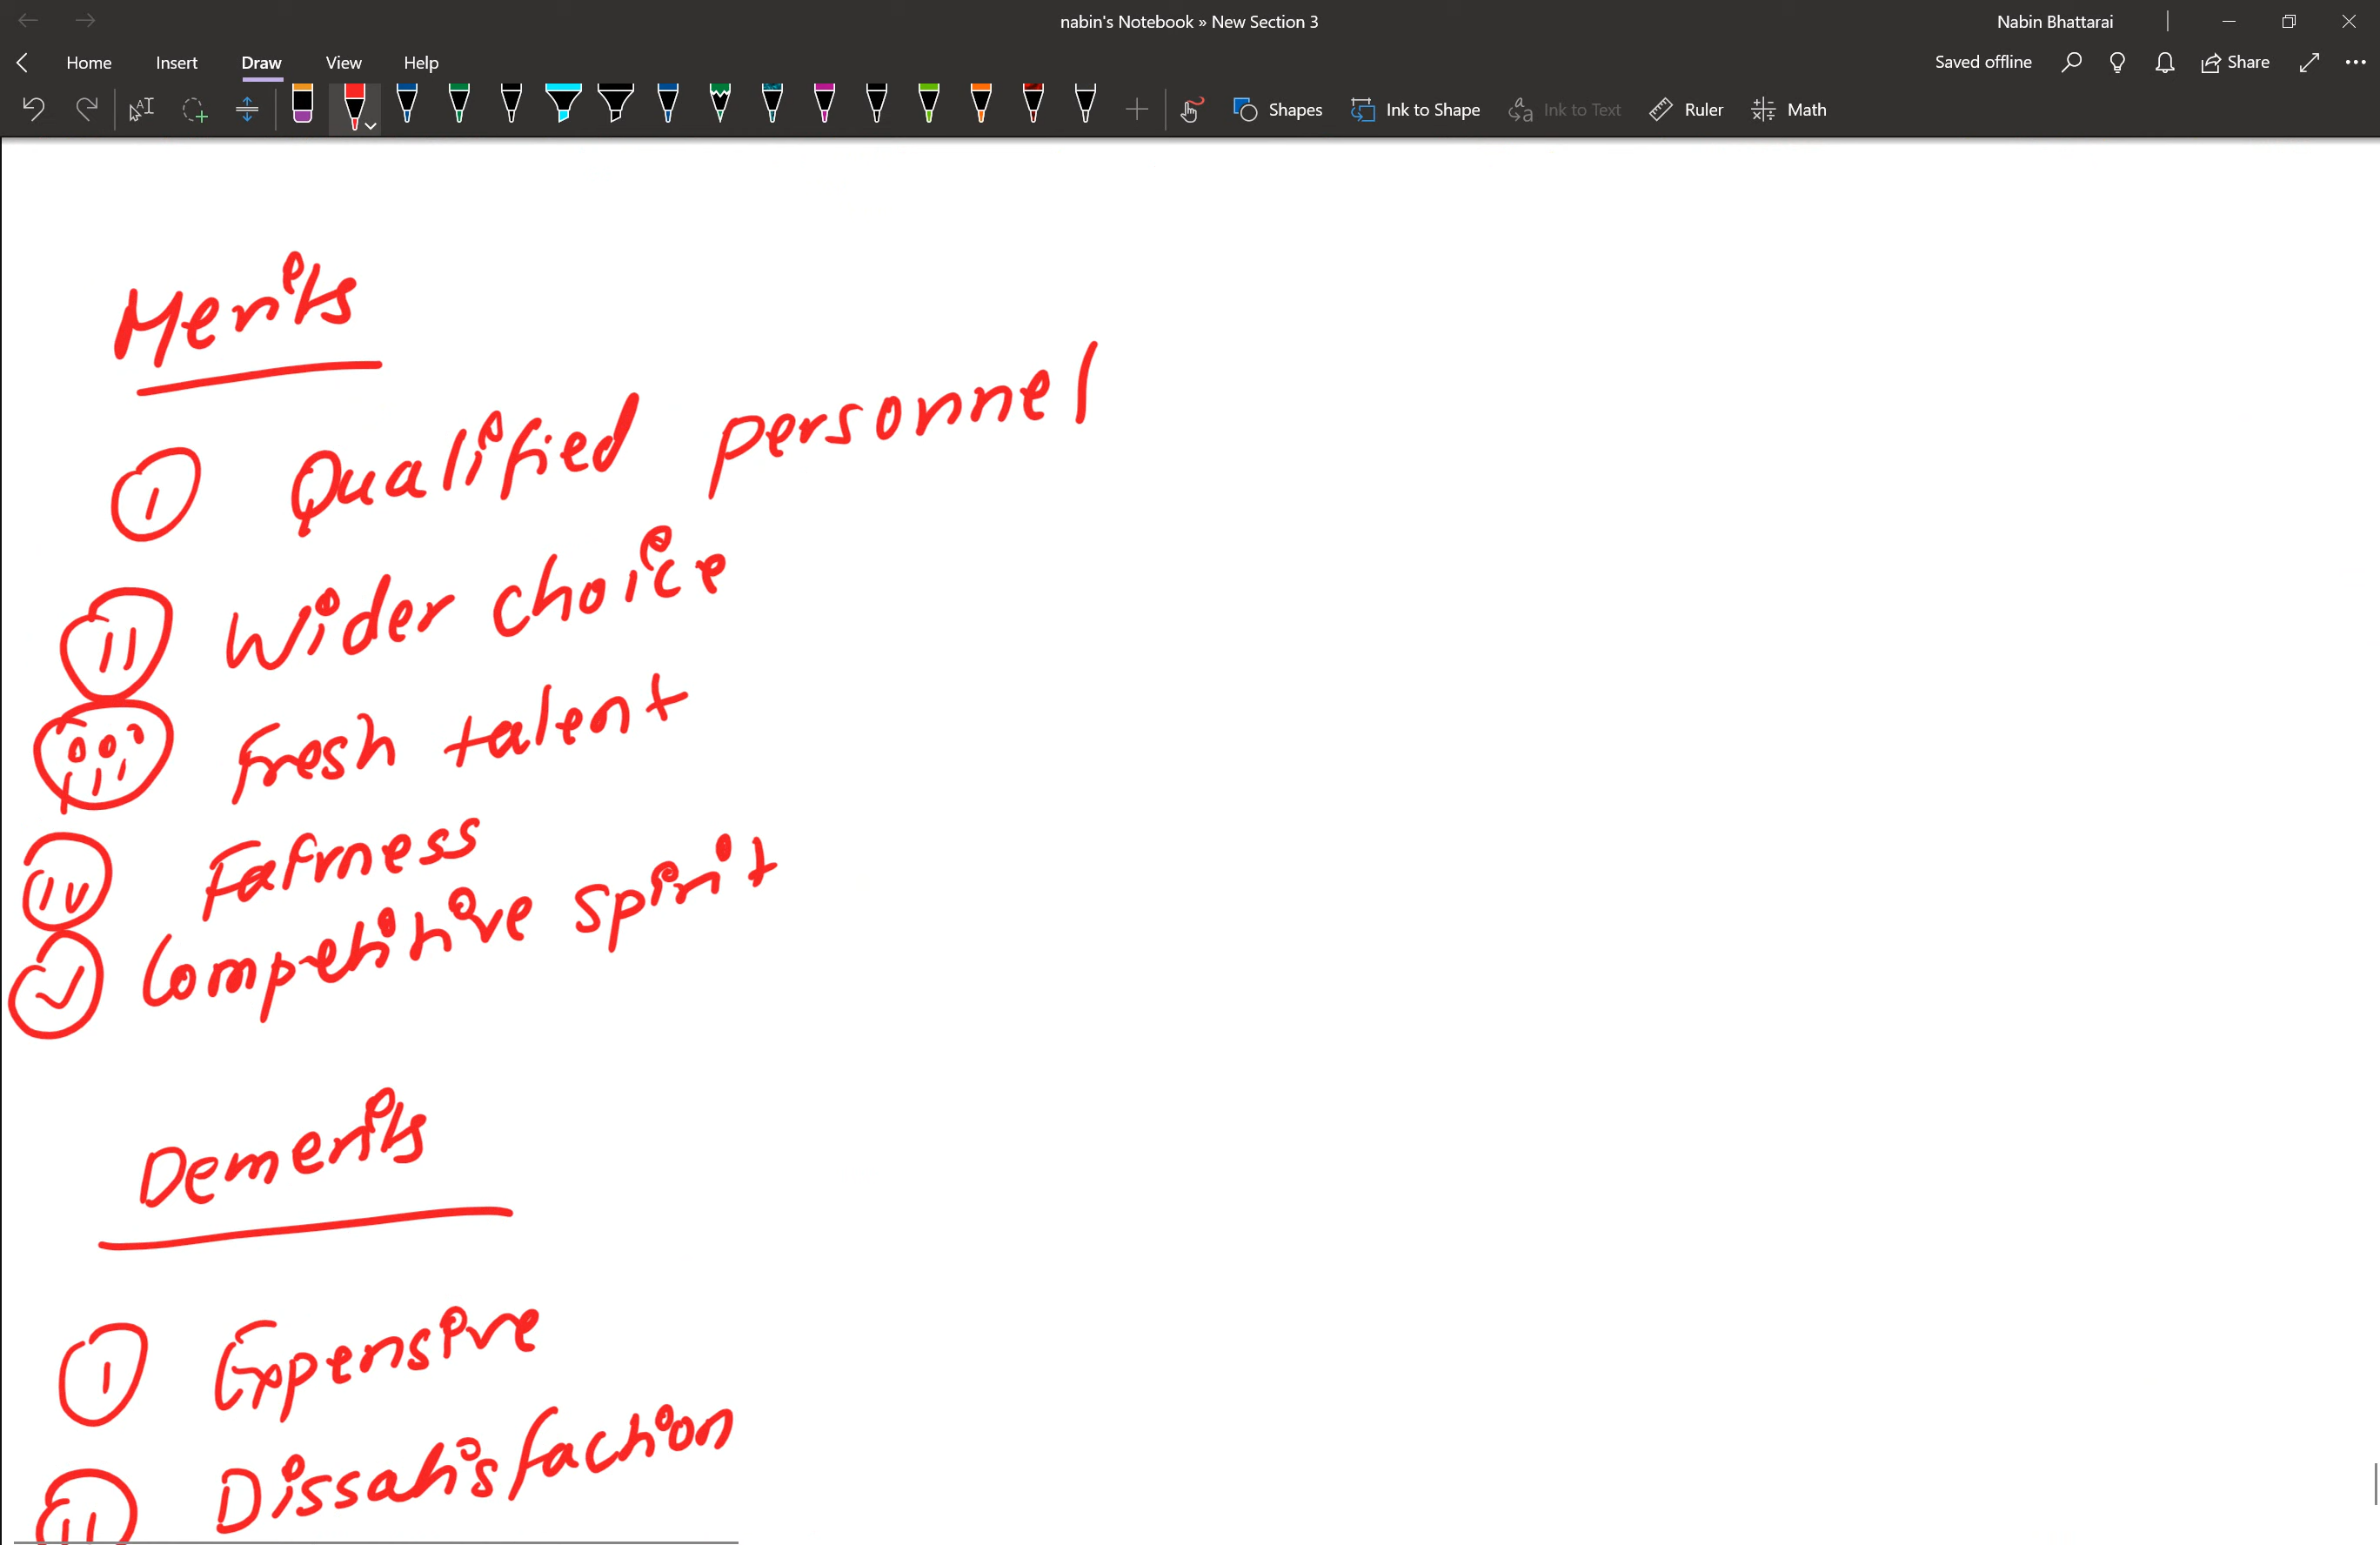 nabin's Notebook » New Section 3
Nabin Bhattarai
Home Insert Draw View Help
Saved offline
Share
Shapes Ink to Shape Ink to Text Ruler Math
Merits
(i) Qualified personnel
(ii) Wider choice
(iii) Fresh talent
(iv) Fairness
(v) Competitive spirit
Demerits
(i) Expensive
(ii) Dissatisfaction